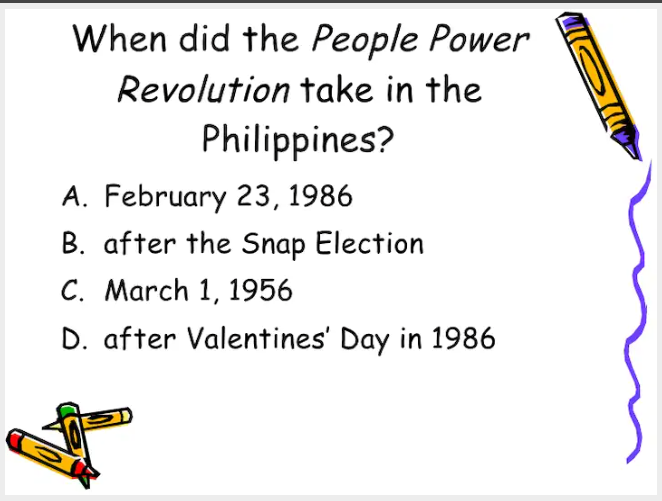 When did the People Power
Revolution take in the
Philippines?
A. February 23, 1986
B. after the Snap Election
C. March 1, 1956
D. after Valentines’ Day in 1986